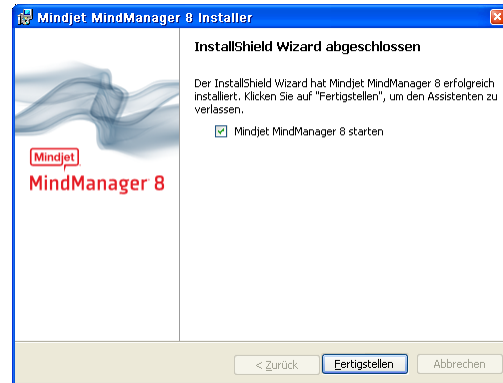 Mindjet MindManager 8 Installer
InstallShield Wizard abgeschlossen
Der InstallShield Wizard hat Mindjet MindManager 8 erfolgreich
installiert. Klicken Sie auf "Fertigstellen", um den Assistenten zu
verlassen.
Mindjet MindManager 8 starten
Mindjet
MindManager 8
< Zurück
Fertigstellen
Abbrechen